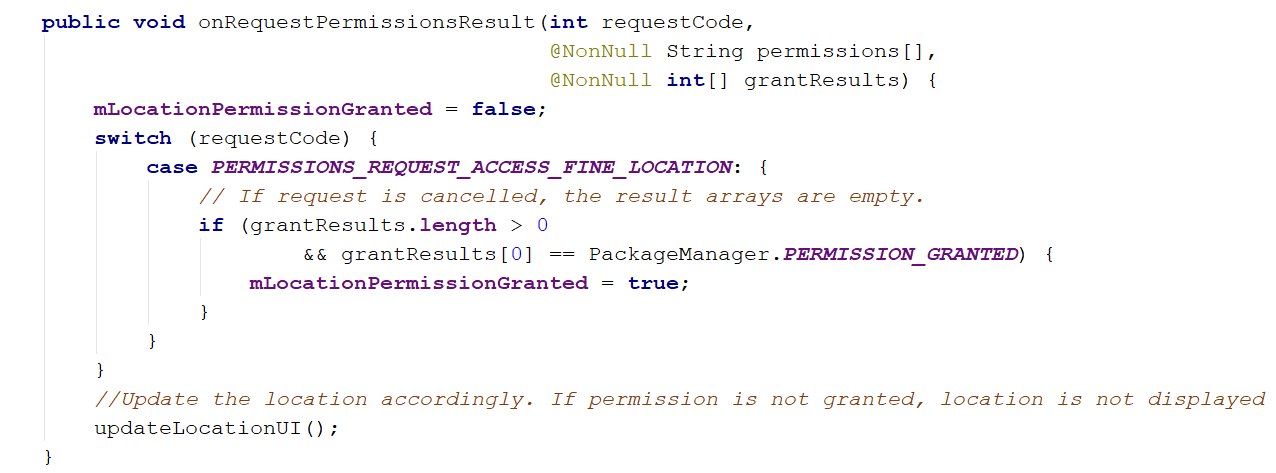 public void onRequestPermissionsResult(int requestCode,
@NonNull String permissions[],
@NonNull int[] grantResults) {
mLocationPermissionGranted = false;
switch (requestCode) {
case PERMISSIONS_REQUEST_ACCESS_FINE_LOCATION: {
// If request is cancelled, the result arrays are empty.
if (grantResults.length > 0
&& grantResults[0] == PackageManager.PERMISSION_GRANTED) {
mLocationPermissionGranted = true;
}
}
}
//Update the location accordingly. If permission is not granted, location is not displayed
updateLocationUI();
}